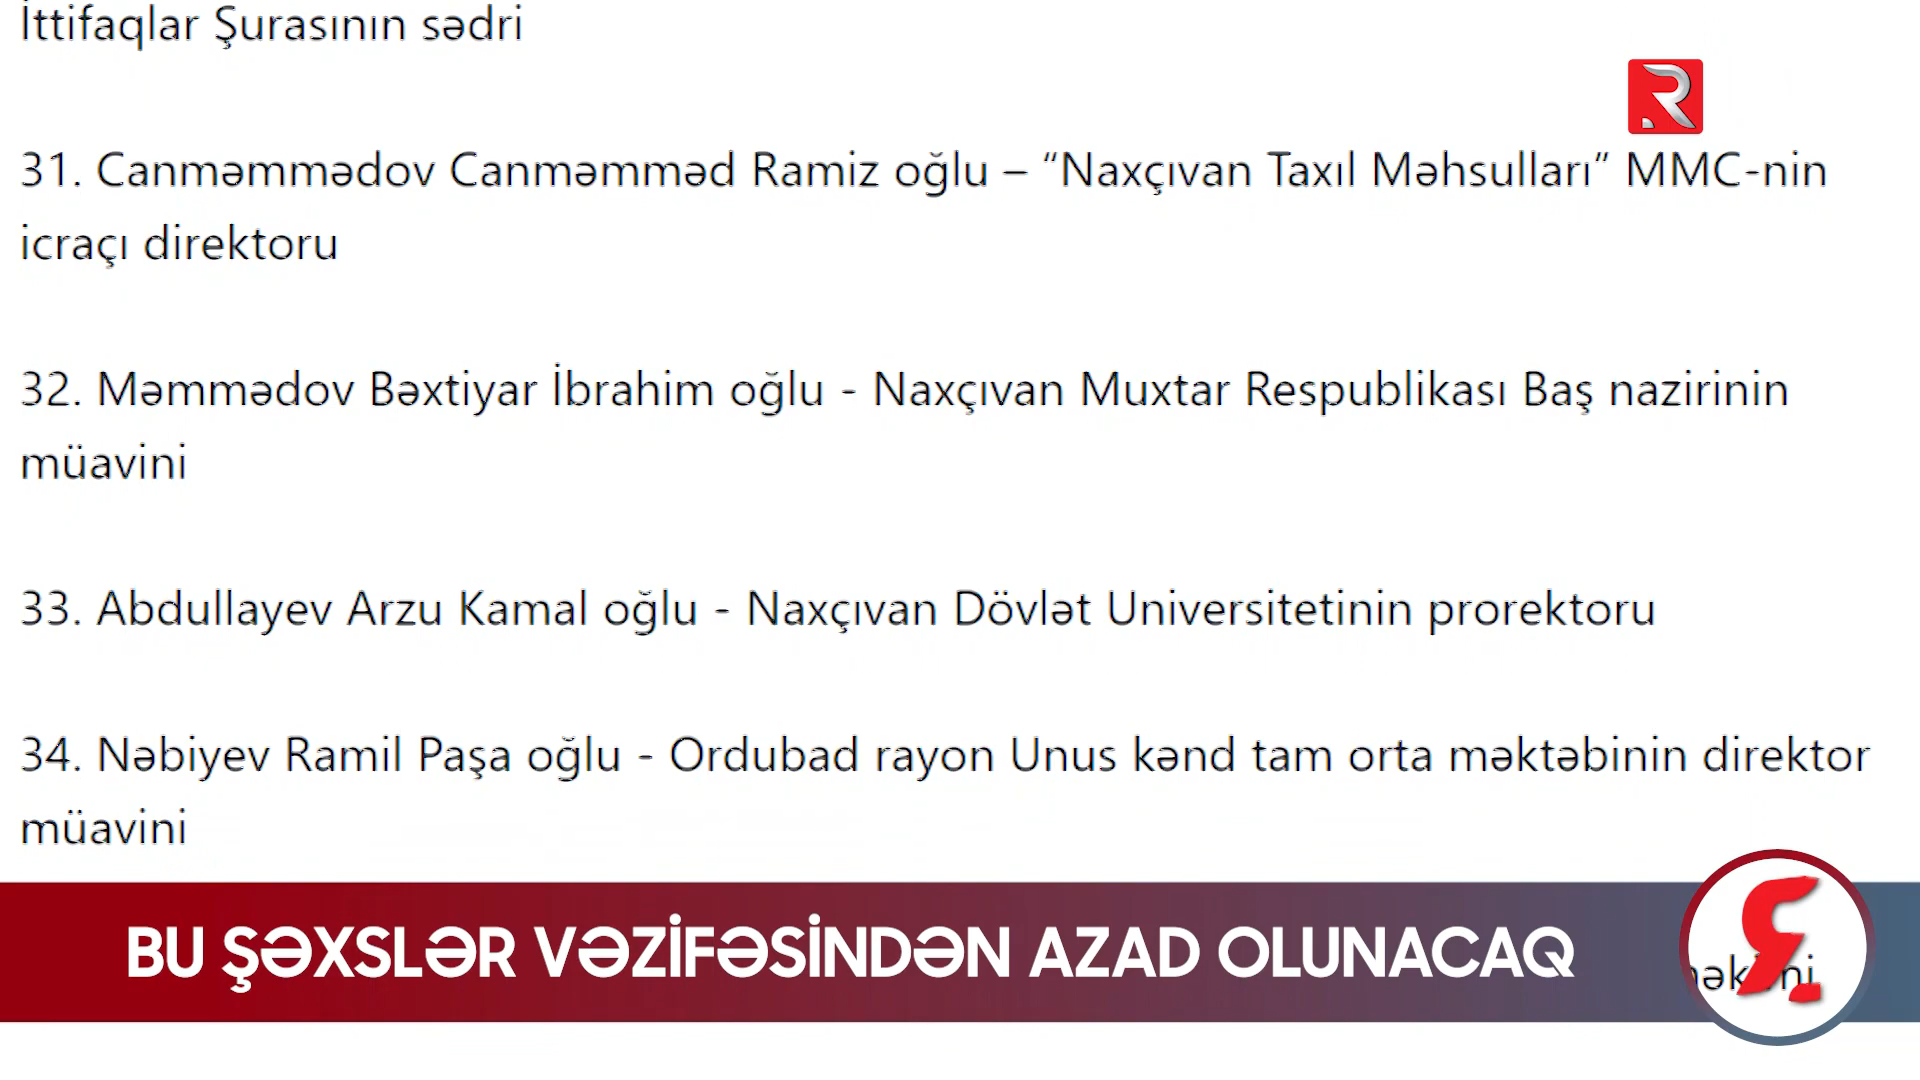 İttifaqlar Şurasının sədri
31. Canməmmədov Canməmməd Ramiz oğlu – “Naxçıvan Taxıl Məhsulları” MMC-nin
icraçı direktoru
32. Məmmədov Bəxtiyar İbrahim oğlu - Naxçıvan Muxtar Respublikası Baş nazirinin
müavini
33. Abdullayev Arzu Kamal oğlu - Naxçıvan Dövlət Universitetinin prorektoru
34. Nəbiyev Ramil Paşa oğlu - Ordubad rayon Unus kənd tam orta məktəbinin direktor
müavini
BU ŞƏXSLƏR VƏZİFƏSİNDƏN AZAD OLUNACAQ